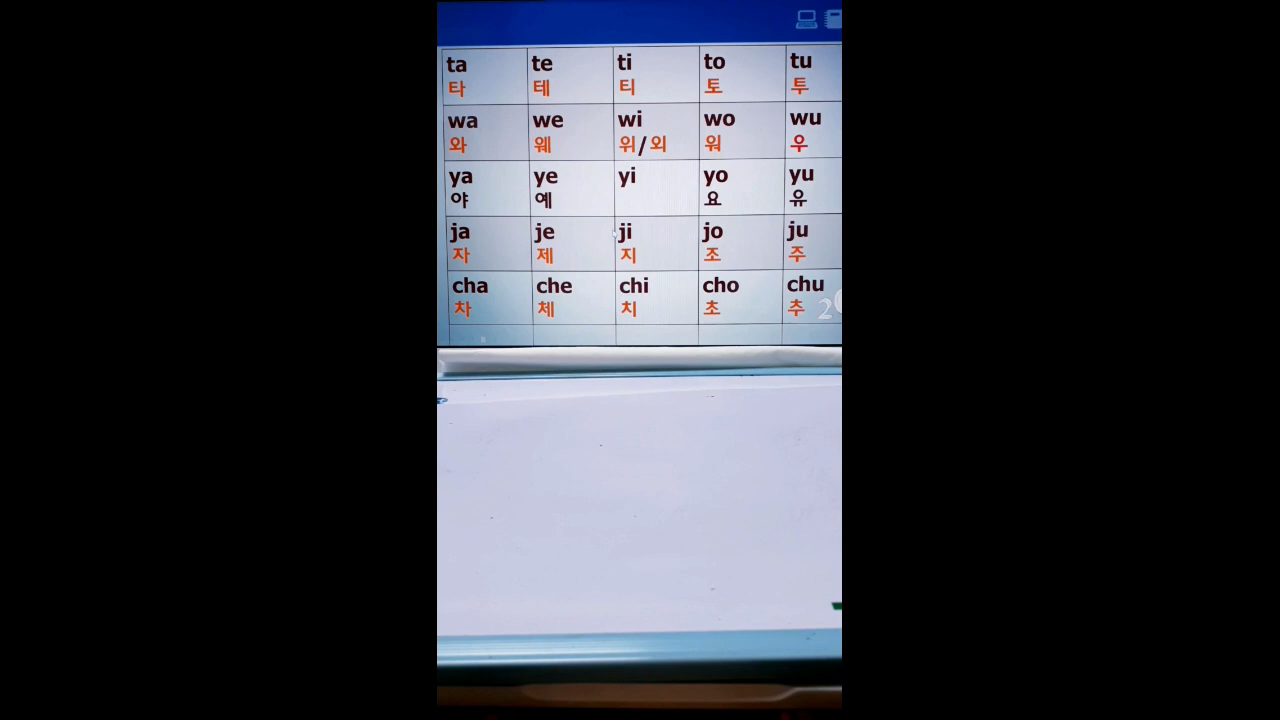 ta te ti to tu
타 테 티 토 투
wa we wi wo wu
와 웨 위/외 워 우
ya ye yi yo yu
야 예 요 유
ja je ji jo ju
자 제 지 조 주
cha che chi cho chu
차 체 치 초 추